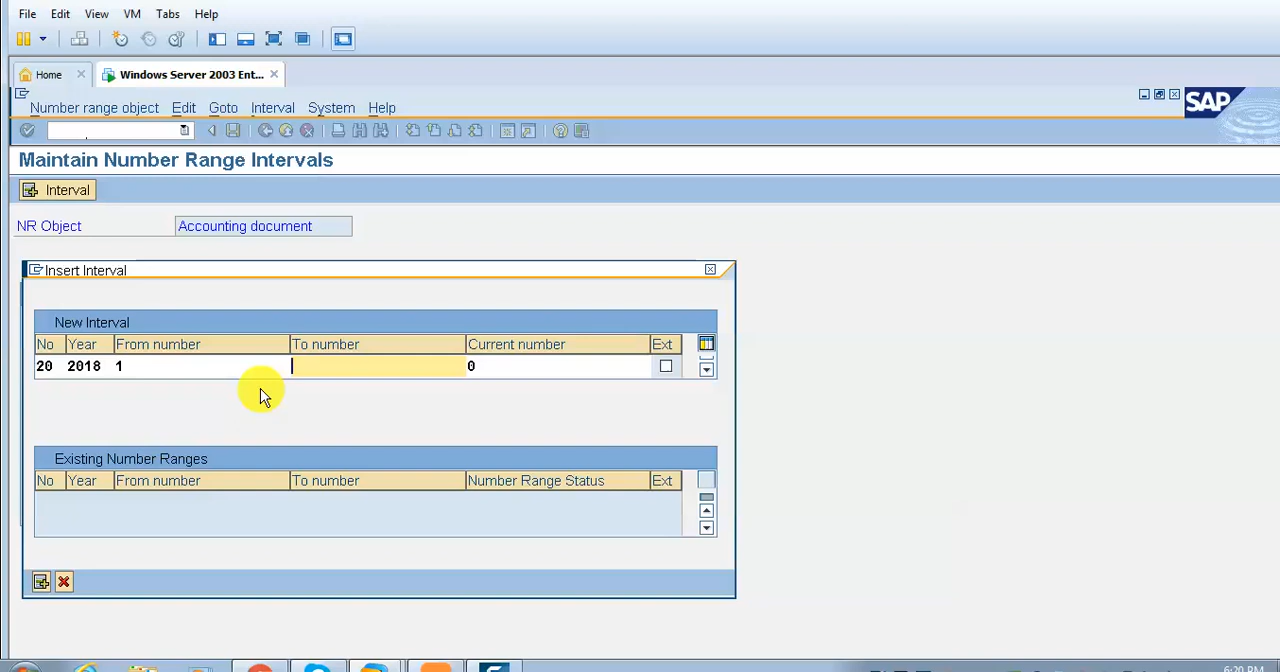 File Edit View VM Tabs Help
Home Windows Server 2003 Ent...
Number range object Edit Goto Interval System Help
SAP
Maintain Number Range Intervals
Interval
NR Object Accounting document
Insert Interval
New Interval
No Year From number To number Current number Ext
20 2018 1 0
Existing Number Ranges
No Year From number To number Number Range Status Ext
6:20 PM